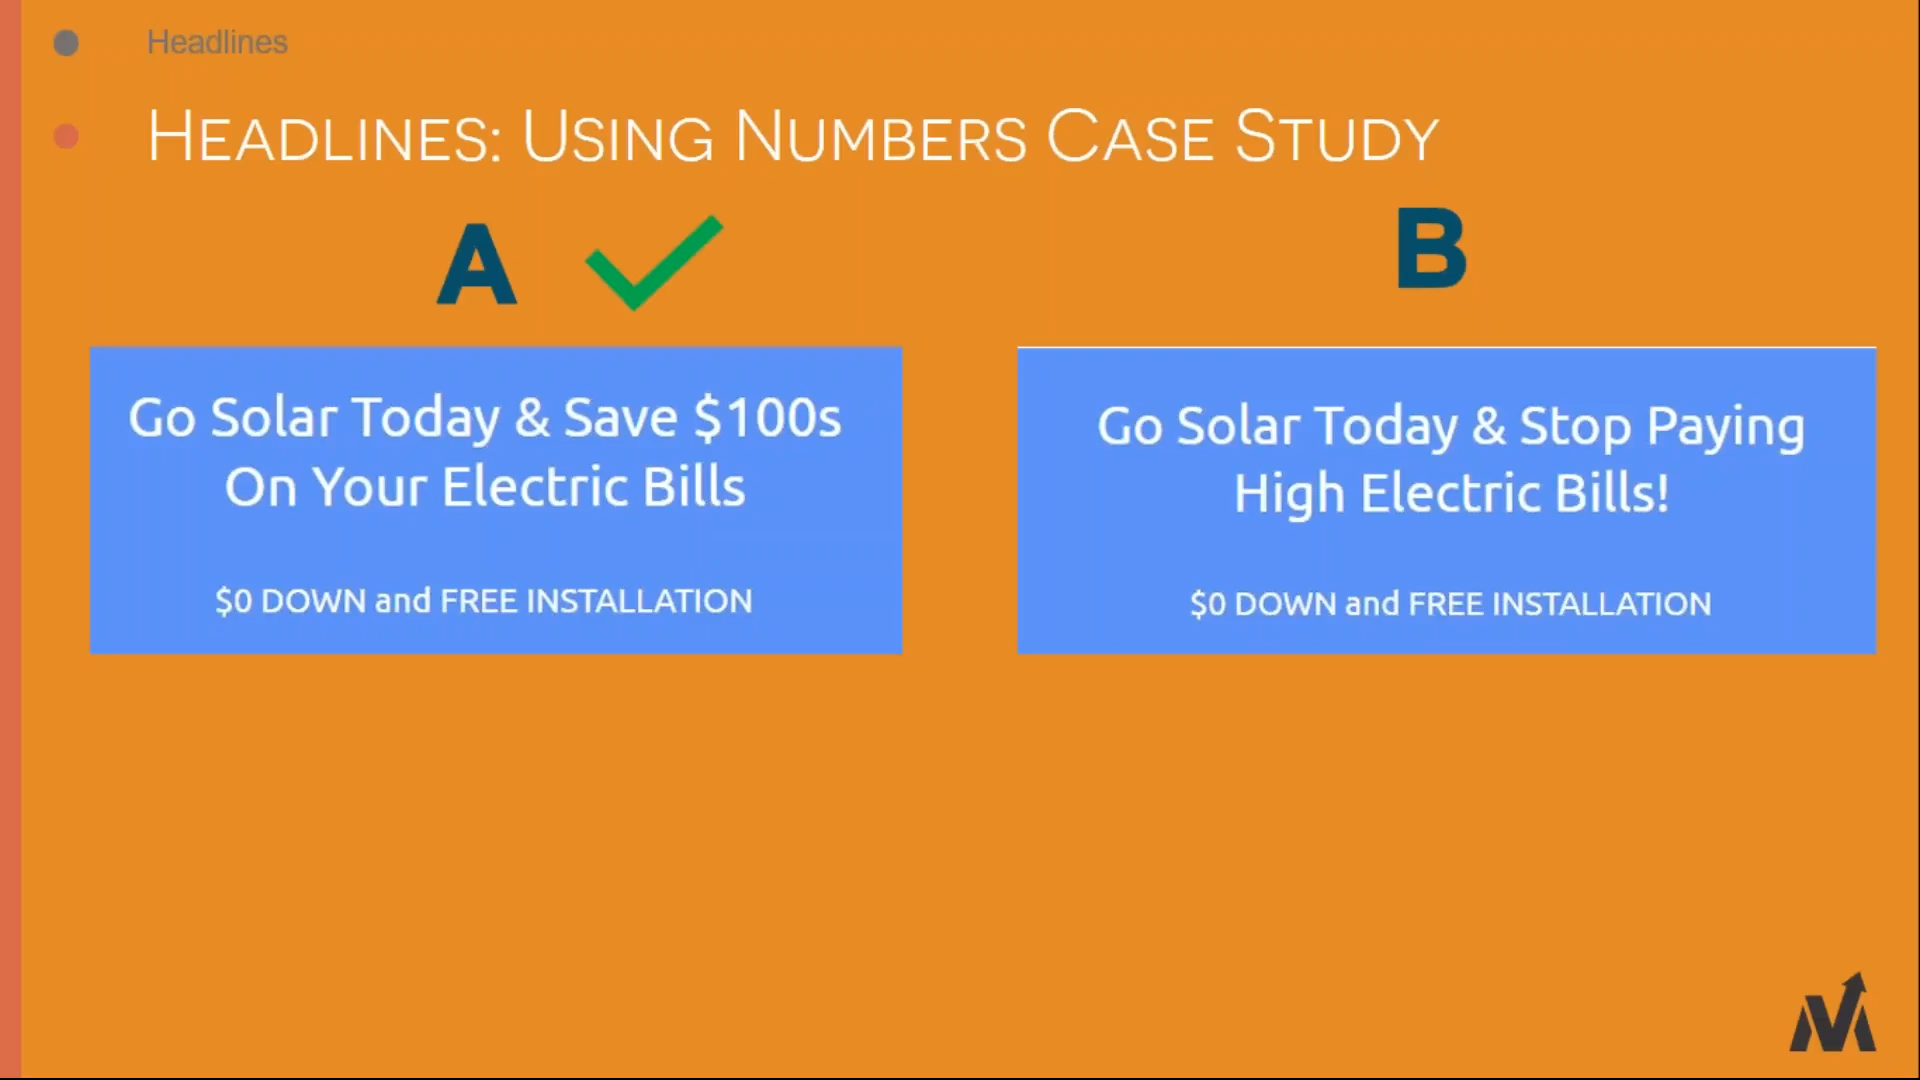 Headlines
HEADLINES: USING NUMBERS CASE STUDY
A
B
Go Solar Today & Save $100s
On Your Electric Bills
$0 DOWN and FREE INSTALLATION
Go Solar Today & Stop Paying
High Electric Bills!
$0 DOWN and FREE INSTALLATION